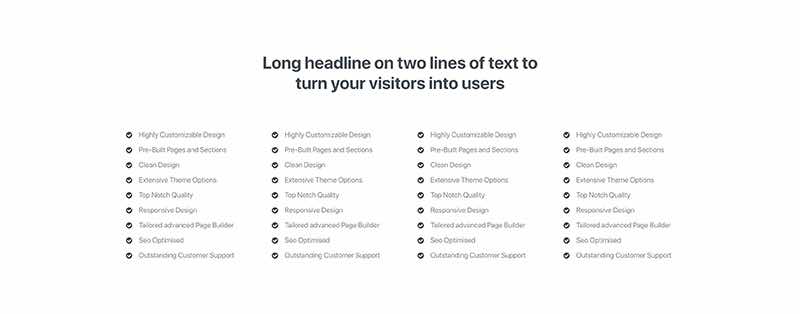 Long headline on two lines of text to
turn your visitors into users
Highly Customizable Design
Pre-Built Pages and Sections
Clean Design
Extensive Theme Options
Top Notch Quality
Responsive Design
Tailored advanced Page Builder
Seo Optimised
Outstanding Customer Support
Highly Customizable Design
Pre-Built Pages and Sections
Clean Design
Extensive Theme Options
Top Notch Quality
Responsive Design
Tailored advanced Page Builder
Seo Optimised
Outstanding Customer Support
Highly Customizable Design
Pre-Built Pages and Sections
Clean Design
Extensive Theme Options
Top Notch Quality
Responsive Design
Tailored advanced Page Builder
Seo Optimised
Outstanding Customer Support
Highly Customizable Design
Pre-Built Pages and Sections
Clean Design
Extensive Theme Options
Top Notch Quality
Responsive Design
Tailored advanced Page Builder
Seo Optimised
Outstanding Customer Support